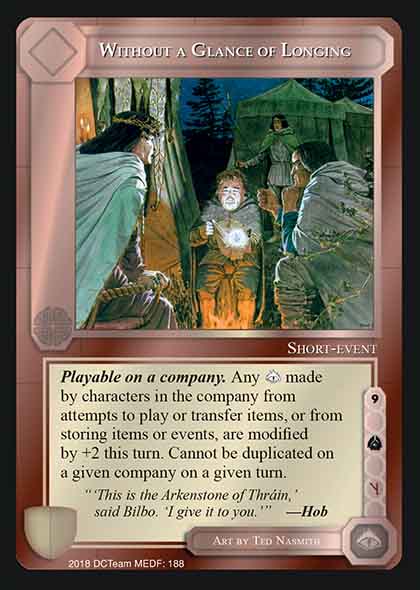 Without a Glance of Longing
Short-event
Playable on a company. Any made
by characters in the company from
attempts to play or transfer items, or from
storing items or events, are modified
by +2 this turn. Cannot be duplicated on
a given company on a given turn.
“‘This is the Arkenstone of Thráin,’
said Bilbo. ‘I give it to you.’” —Hob
9
Art by Ted Nasmith
2018 DCTeam MEDF: 188